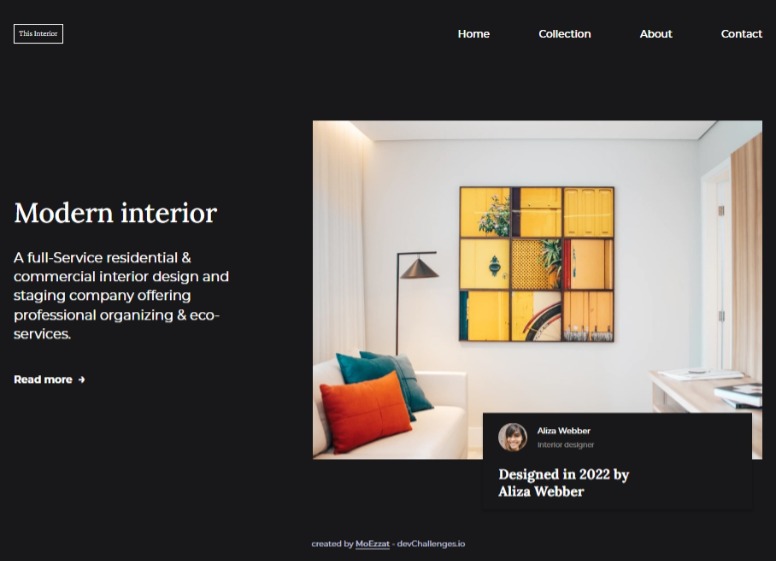 This Interior
Home Collection About Contact
Modern interior
A full-Service residential &
commercial interior design and
staging company offering
professional organizing & eco-
services.
Read more →
Aliza Webber
interior designer
Designed in 2022 by
Aliza Webber
created by MoEzzat - devChallenges.io